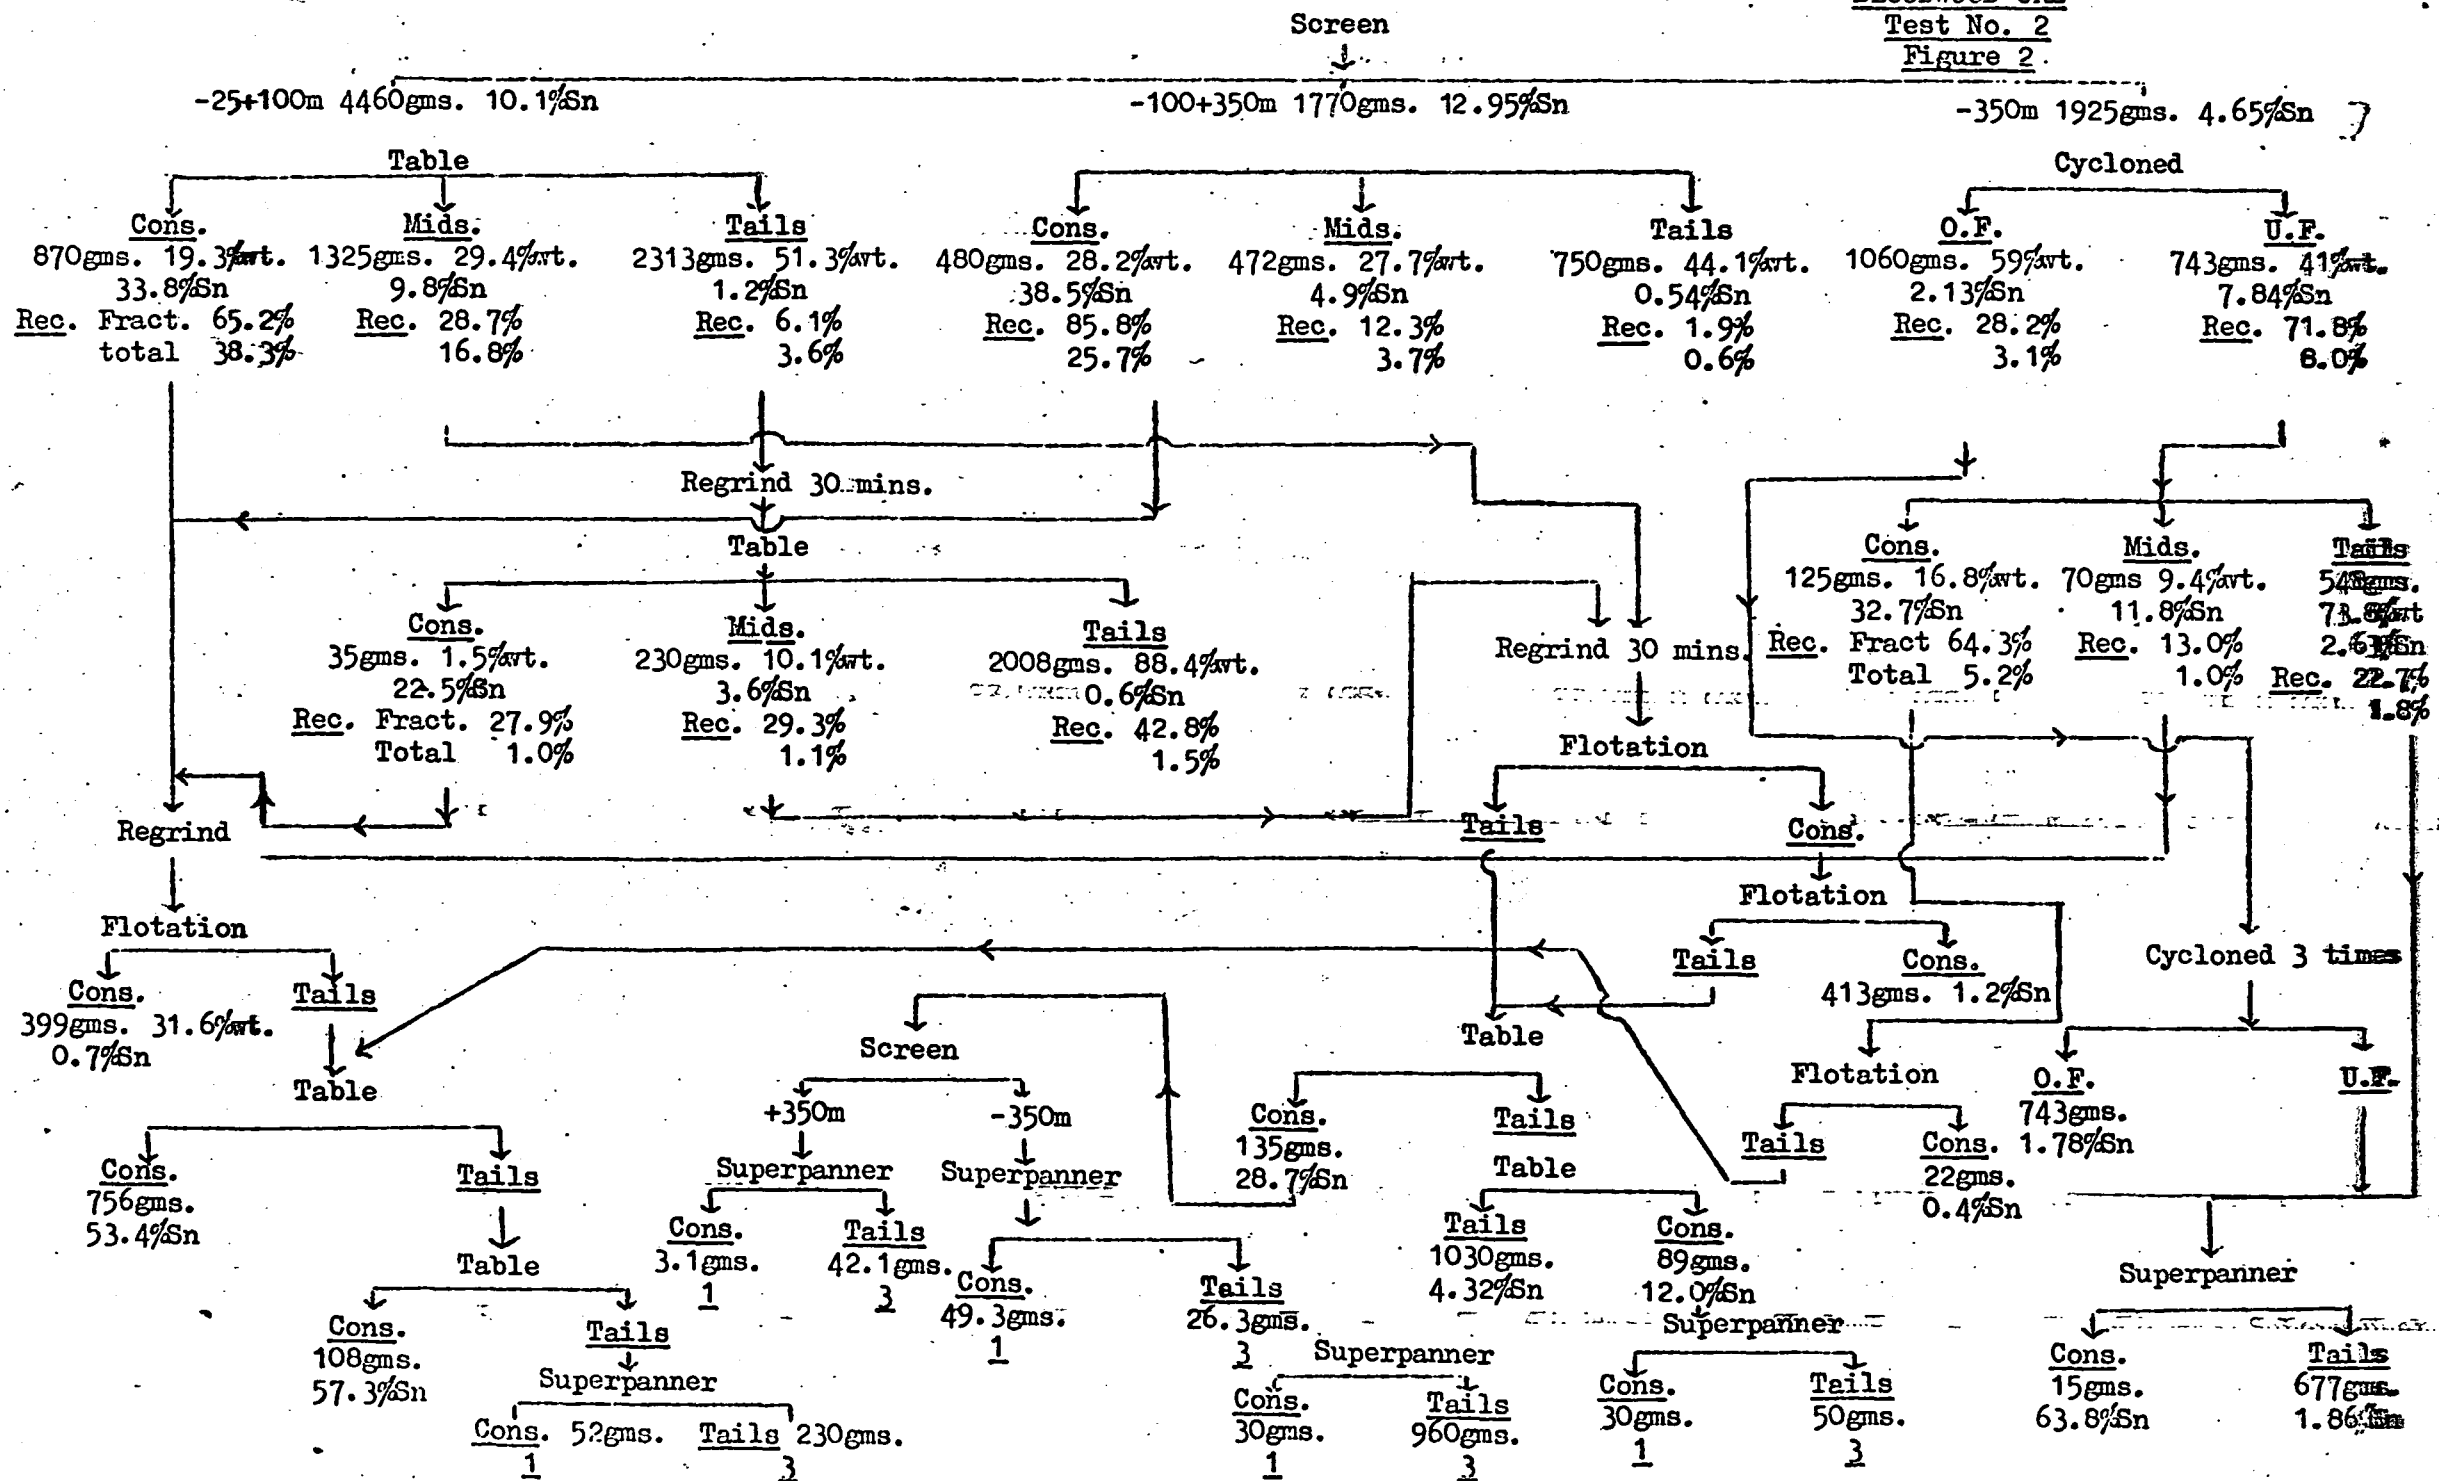 Test No. 2
Figure 2
Screen
-25+100m 4460gms. 10.1%Sn
-100+350m 1770gms. 12.95%Sn
-350m 1925gms. 4.65%Sn
Table
Cons.
870gms. 19.3%wt.
33.8%Sn
Rec. Fract. 65.2%
total 38.3%
Mids.
1325gms. 29.4%wt.
9.8%Sn
Rec. 28.7%
16.8%
Tails
2313gms. 51.3%wt.
1.2%Sn
Rec. 6.1%
3.6%
Cons.
480gms. 28.2%wt.
38.5%Sn
Rec. 85.8%
25.7%
Mids.
472gms. 27.7%wt.
4.9%Sn
Rec. 12.3%
3.7%
Tails
750gms. 44.1%wt.
0.54%Sn
Rec. 1.9%
0.6%
Cycloned
O.F.
1060gms. 59%wt.
2.13%Sn
Rec. 28.2%
3.1%
U.F.
743gms. 41%wt.
7.84%Sn
Rec. 71.8%
8.0%
Regrind 30 mins.
Table
Cons.
35gms. 1.5%wt.
22.5%Sn
Rec. Fract. 27.9%
Total 1.0%
Mids.
230gms. 10.1%wt.
3.6%Sn
Rec. 29.3%
1.1%
Tails
2008gms. 88.4%wt.
0.6%Sn
Rec. 42.8%
1.5%
Regrind 30 mins.
Flotation
Tails
Cons.
Flotation
Tails
Cons.
413gms. 1.2%Sn
Cons.
125gms. 16.8%wt.
32.7%Sn
Rec. Fract 64.3%
Total 5.2%
Mids.
70gms 9.4%wt.
11.8%Sn
Rec. 13.0%
1.0%
Tails
548gms.
Rec. 22.7%
1.8%
Regrind
Flotation
Cons.
399gms. 31.6%wt.
0.7%Sn
Tails
Table
Cons.
756gms.
53.4%Sn
Tails
Table
Cons.
108gms.
57.3%Sn
Tails
Superpanner
Cons. 52gms.
1
Tails 230gms.
3
Screen
+350m
-350m
Superpanner
Cons.
3.1gms.
1
Tails
42.1gms.
3
Superpanner
Cons.
49.3gms.
1
Tails
26.3gms.
3
Table
Cons.
135gms.
28.7%Sn
Tails
Table
Tails
1030gms.
4.32%Sn
Cons.
89gms.
12.0%Sn
Superpanner
Cons.
30gms.
1
Tails
960gms.
3
Superpanner
Cons.
30gms.
1
Tails
50gms.
3
Flotation
Tails
Cons.
22gms.
0.4%Sn
Cycloned 3 times
O.F.
743gms.
1.78%Sn
U.F.
Superpanner
Cons.
15gms.
63.8%Sn
Tails
677gms.
1.86%Sn